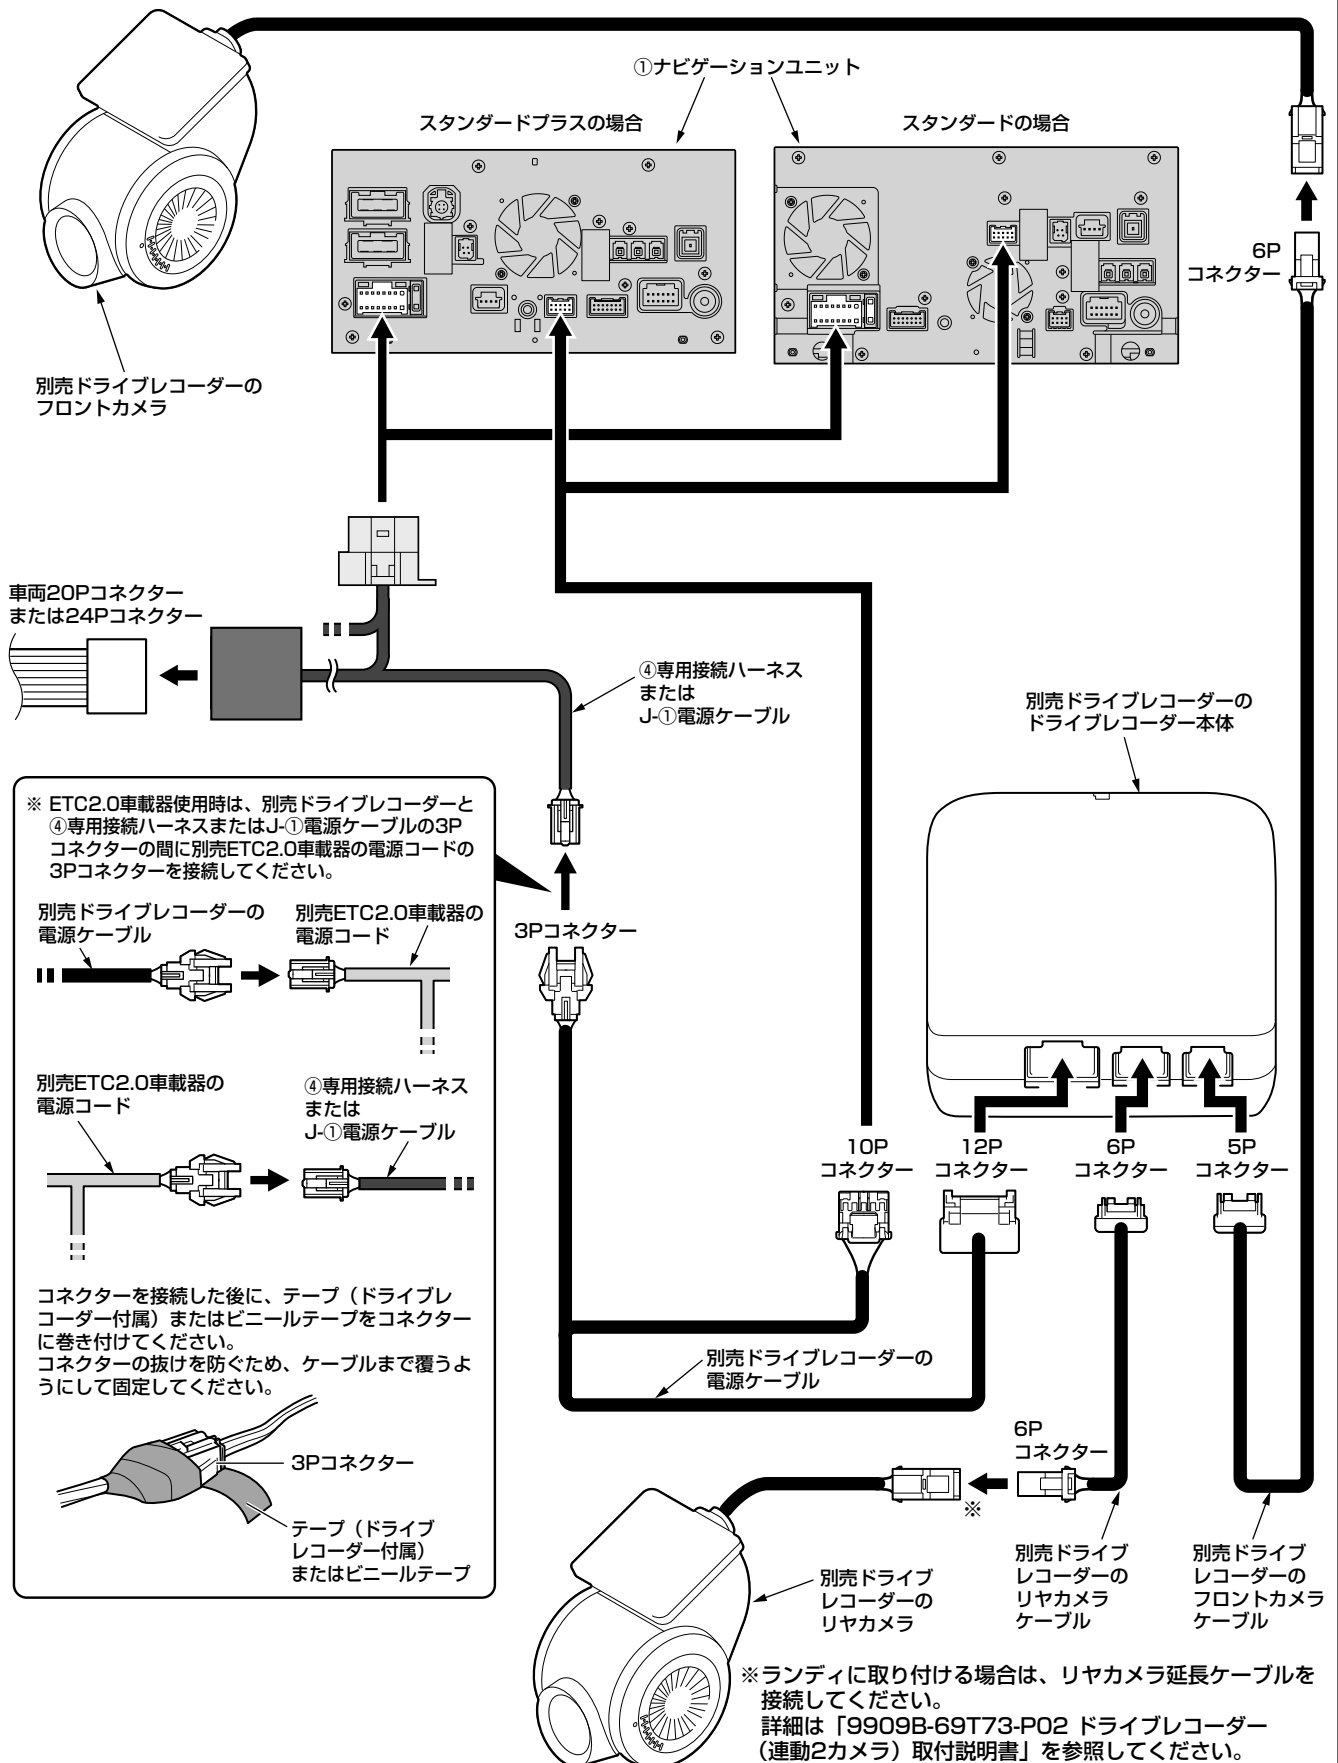 ①ナビゲーションユニット
スタンダードプラスの場合
スタンダードの場合
6P
コネクター
別売ドライブレコーダーの
フロントカメラ
車両20Pコネクター
または24Pコネクター
④専用接続ハーネス
または
J-①電源ケーブル
別売ドライブレコーダーの
ドライブレコーダー本体
※ ETC2.0車載器使用時は、別売ドライブレコーダーと
④専用接続ハーネスまたはJ-①電源ケーブルの3P
コネクターの間に別売ETC2.0車載器の電源コードの
3Pコネクターを接続してください。
別売ドライブレコーダーの
電源ケーブル
別売ETC2.0車載器の
電源コード
3Pコネクター
別売ETC2.0車載器の
電源コード
④専用接続ハーネス
または
J-①電源ケーブル
10P
コネクター
12P
コネクター
6P
コネクター
5P
コネクター
コネクターを接続した後に、テープ（ドライブレ
コーダー付属）またはビニールテープをコネクター
に巻き付けてください。
コネクターの抜けを防ぐため、ケーブルまで覆うよ
うにして固定してください。
3Pコネクター
テープ（ドライブ
レコーダー付属）
またはビニールテープ
別売ドライブレコーダーの
電源ケーブル
6P
コネクター
※
別売ドライブ
レコーダーの
リヤカメラ
別売ドライブ
レコーダーの
リヤカメラ
ケーブル
別売ドライブ
レコーダーの
フロントカメラ
ケーブル
※ランディに取り付ける場合は、リヤカメラ延長ケーブルを
接続してください。
詳細は「9909B-69T73-P02 ドライブレコーダー
（連動2カメラ）取付説明書」を参照してください。